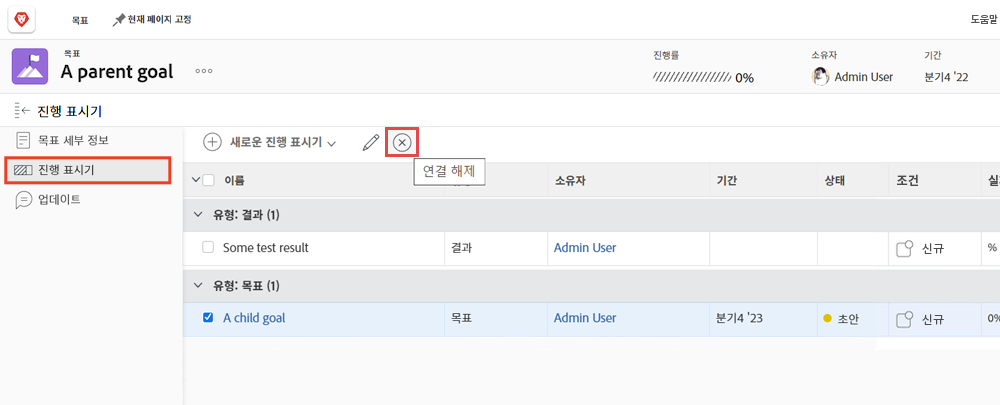 목표 현재 페이지 고정 도움말
목표
A parent goal
진행률 소유자 기간
0% Admin User 분기4 '22
진행 표시기
목표 세부 정보
진행 표시기
업데이트
새로운 진행 표시기
연결 해제
이름 소유자 기간 상태 조건
유형: 결과 (1)
Some test result 결과 Admin User 신규 %
유형: 목표 (1)
A child goal 목표 Admin User 분기4 '23 초안 신규 0%